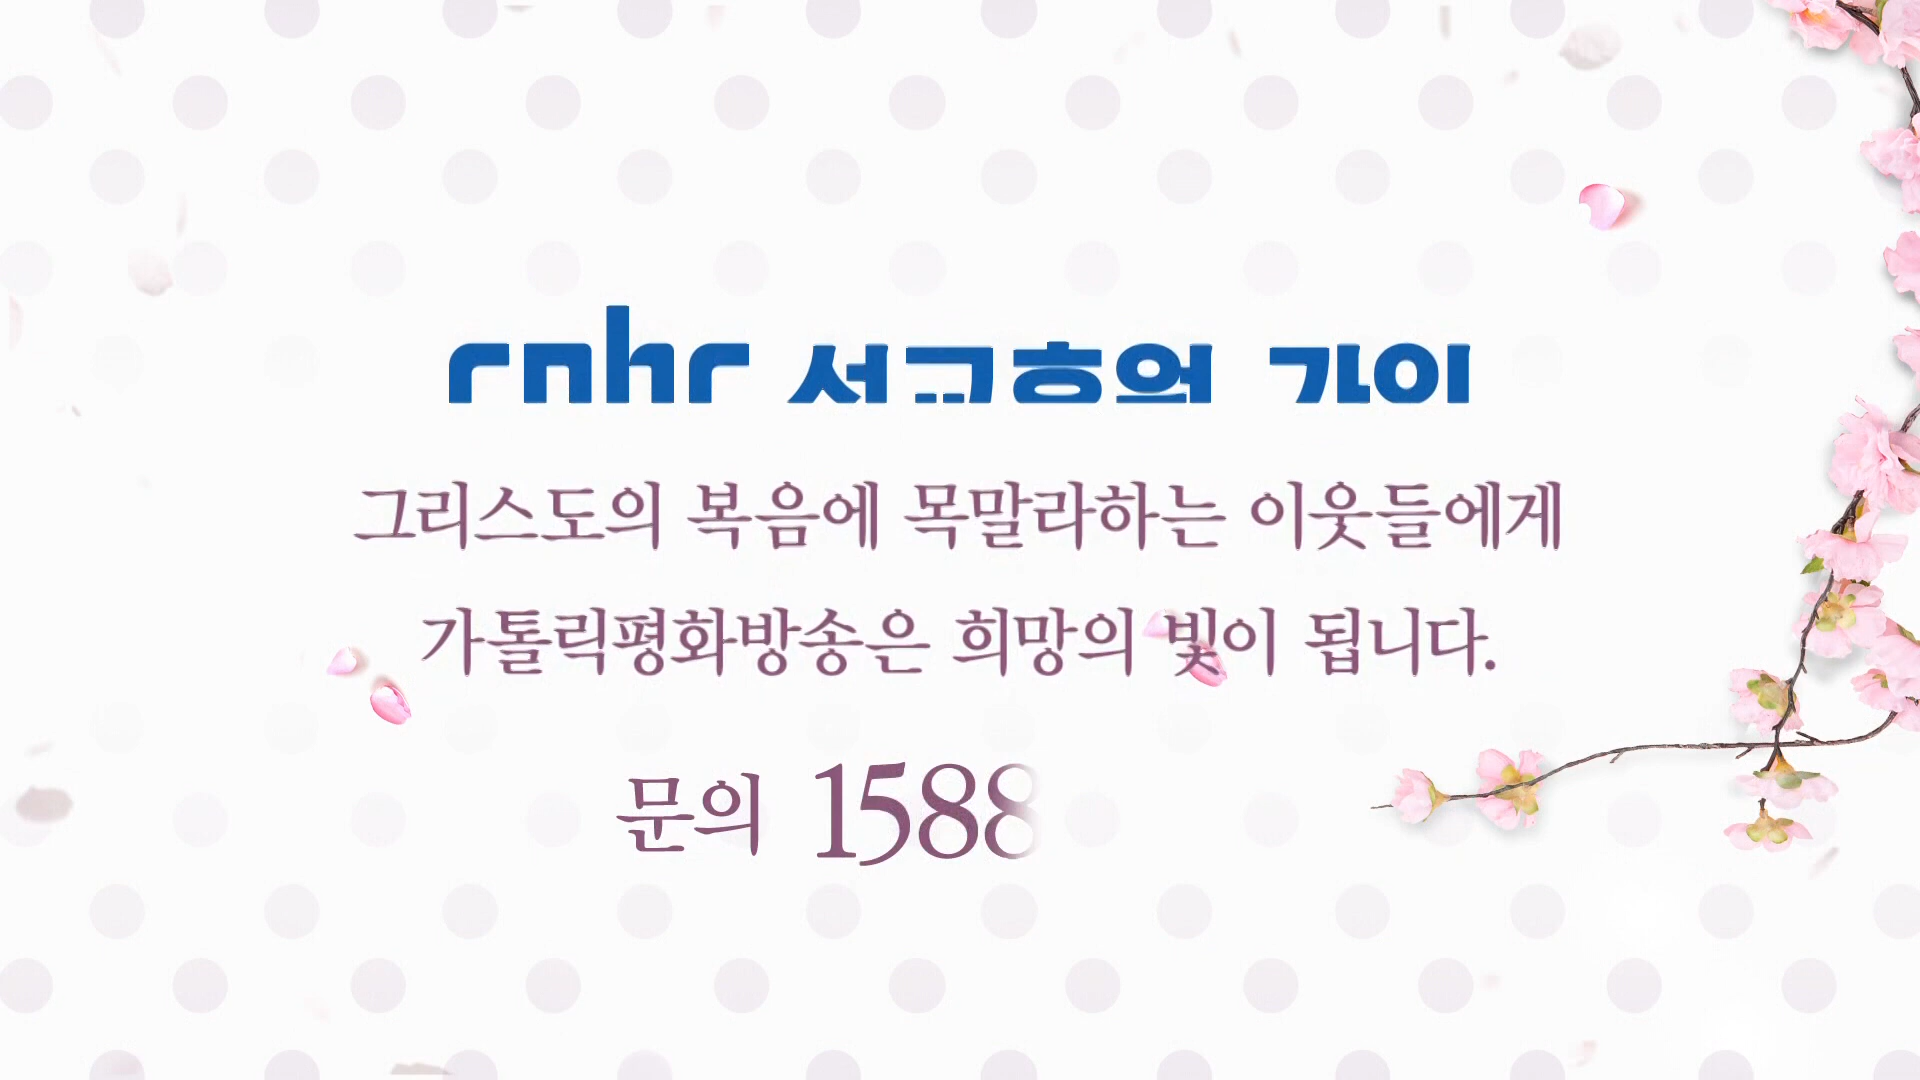 그리스도의 복음에 목말라하는 이웃들에게
가톨릭평화방송은 희망의 빛이 됩니다.
문의 1588